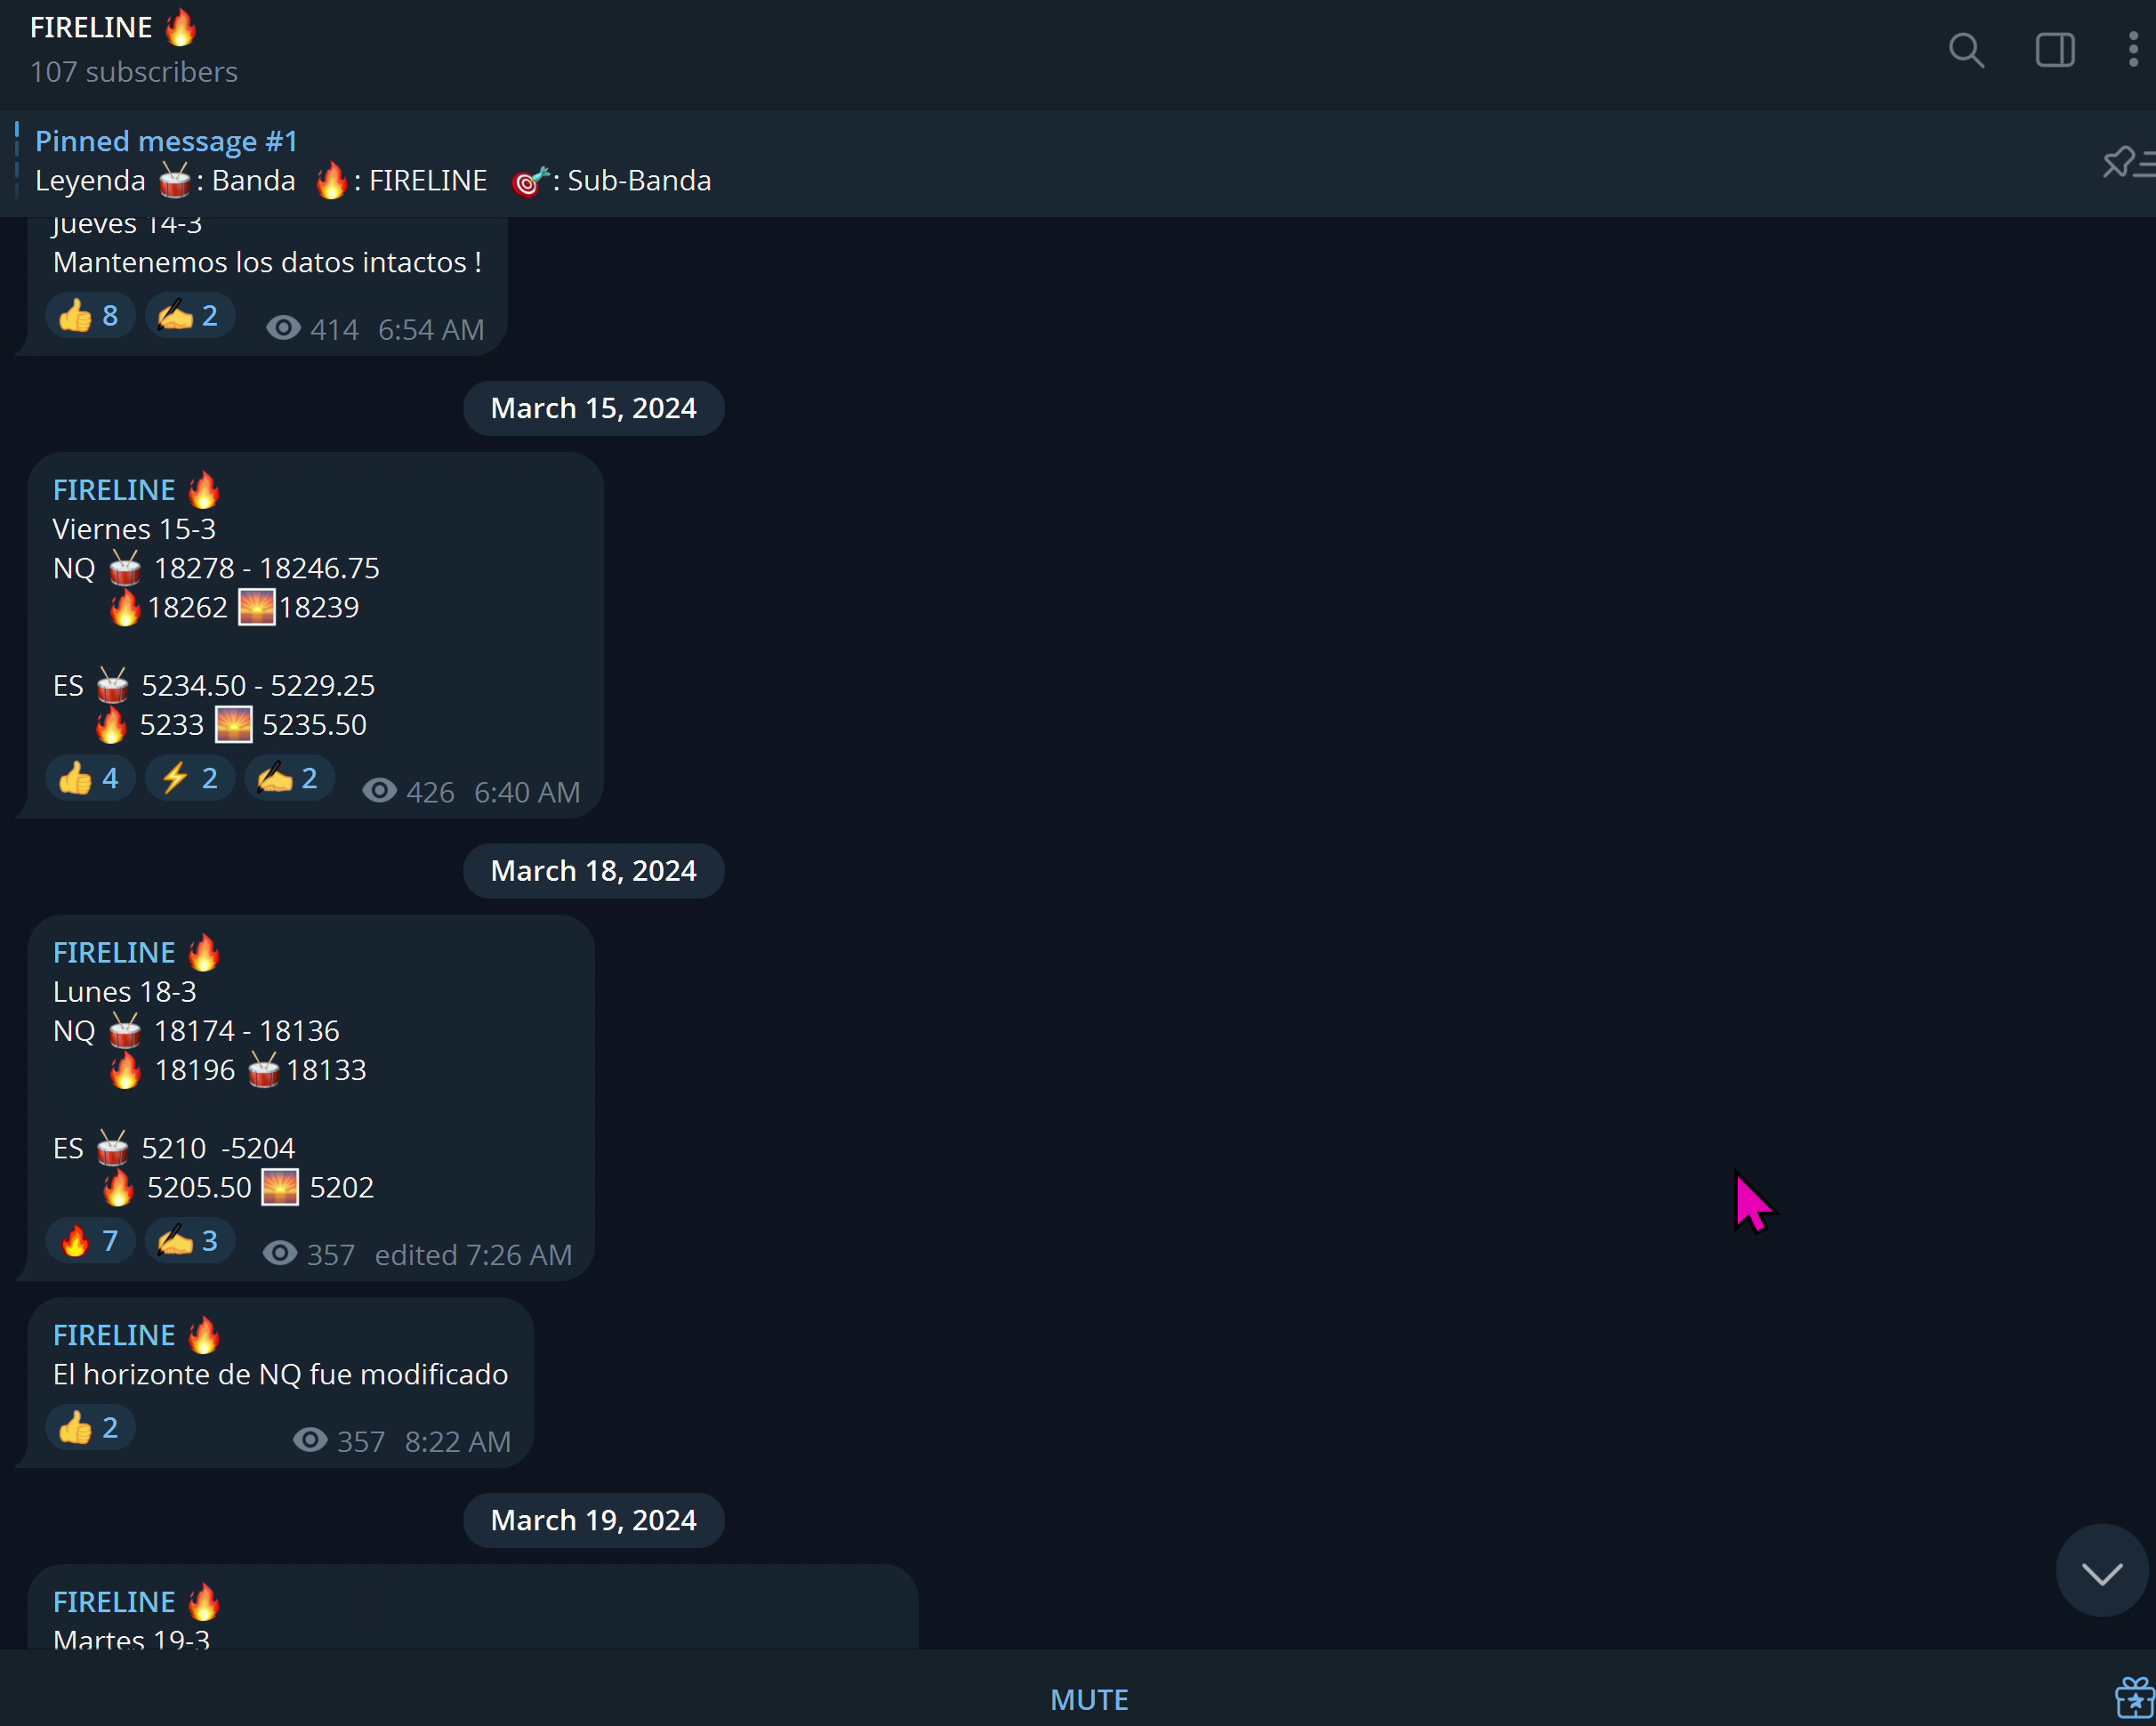 FIRELINE 🔥
107 subscribers
Pinned message #1
Leyenda 🥁: Banda 🔥: FIRELINE 🎯: Sub-Banda
Jueves 14-3
Mantenemos los datos intactos !
👍 8 ✍️ 2 414 6:54 AM
March 15, 2024
FIRELINE 🔥
Viernes 15-3
NQ 🥁 18278 - 18246.75
🔥18262 🌅18239
ES 🥁 5234.50 - 5229.25
🔥 5233 🌅 5235.50
👍 4 ⚡ 2 ✍️ 2 426 6:40 AM
March 18, 2024
FIRELINE 🔥
Lunes 18-3
NQ 🥁 18174 - 18136
🔥 18196 🥁18133
ES 🥁 5210 -5204
🔥 5205.50 🌅 5202
🔥 7 ✍️ 3 357 edited 7:26 AM
FIRELINE 🔥
El horizonte de NQ fue modificado
👍 2 357 8:22 AM
March 19, 2024
FIRELINE 🔥
Martes 19-3
MUTE